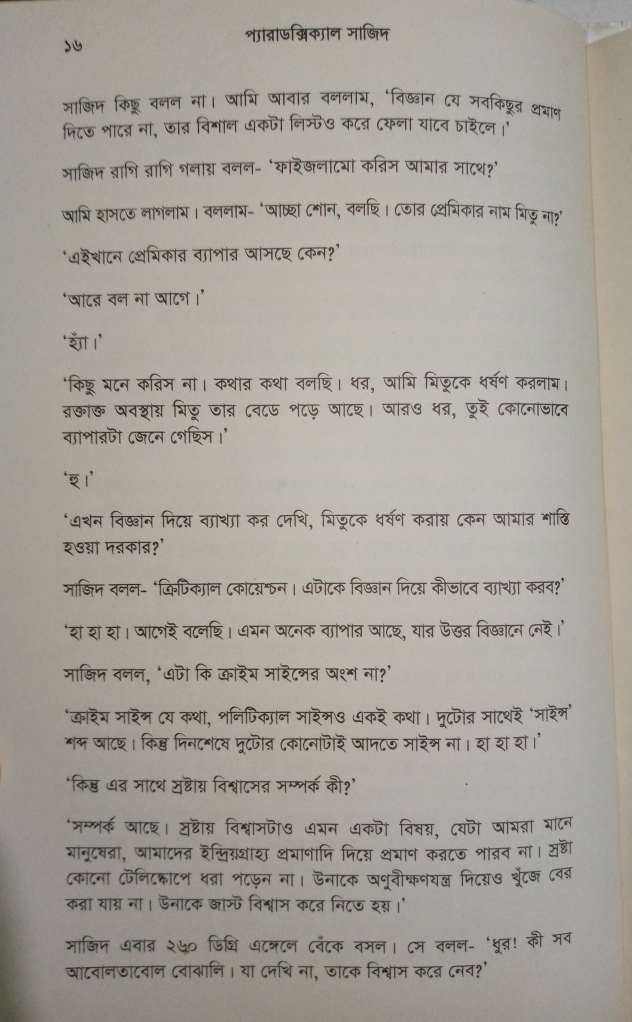 ১৬
প্যারাডক্সিক্যাল সাজিদ
সাজিদ কিছু বলল না। আমি আবার বললাম, ‘বিজ্ঞান যে সবকিছুর প্রমাণ
দিতে পারে না, তার বিশাল একটা লিস্টও করে ফেলা যাবে চাইলে।’
সাজিদ রাগি রাগি গলায় বলল- ‘ফাইজলামো করিস আমার সাথে?’
আমি হাসতে লাগলাম। বললাম- ‘আচ্ছা শোন, বলছি। তোর প্রেমিকার নাম মিতু না?’
‘এইখানে প্রেমিকার ব্যাপার আসছে কেন?’
‘আরে বল না আগে।’
‘হ্যাঁ।’
‘কিছু মনে করিস না। কথার কথা বলছি। ধর, আমি মিতুকে ধর্ষণ করলাম।
রক্তাক্ত অবস্থায় মিতু তার বেডে পড়ে আছে। আরও ধর, তুই কোনোভাবে
ব্যাপারটা জেনে গেছিস।’
‘হু।’
‘এখন বিজ্ঞান দিয়ে ব্যাখ্যা কর দেখি, মিতুকে ধর্ষণ করায় কেন আমার শাস্তি
হওয়া দরকার?’
সাজিদ বলল- ‘ক্রিটিক্যাল কোয়েশ্চন। এটাকে বিজ্ঞান দিয়ে কীভাবে ব্যাখ্যা করব?’
‘হা হা হা। আগেই বলেছি। এমন অনেক ব্যাপার আছে, যার উত্তর বিজ্ঞানে নেই।’
সাজিদ বলল, ‘এটা কি ক্রাইম সাইন্সের অংশ না?’
‘ক্রাইম সাইন্স যে কথা, পলিটিক্যাল সাইন্সও একই কথা। দুটোর সাথেই ‘সাইন্স’
শব্দ আছে। কিন্তু দিনশেষে দুটোর কোনোটাই আদতে সাইন্স না। হা হা হা।’
‘কিন্তু এর সাথে স্রষ্টায় বিশ্বাসের সম্পর্ক কী?’
‘সম্পর্ক আছে। স্রষ্টায় বিশ্বাসটাও এমন একটা বিষয়, যেটা আমরা মানে
মানুষেরা, আমাদের ইন্দ্রিয়গ্রাহ্য প্রমাণাদি দিয়ে প্রমাণ করতে পারব না। স্রষ্টা
কোনো টেলিস্কোপে ধরা পড়েন না। উনাকে অণুবীক্ষণযন্ত্র দিয়েও খুঁজে বের
করা যায় না। উনাকে জাস্ট বিশ্বাস করে নিতে হয়।’
সাজিদ এবার ২৬০ ডিগ্রি এঙ্গেলে বেঁকে বসল। সে বলল- ‘ধুর! কী সব
আবোলতাবোল বোঝালি। যা দেখি না, তাকে বিশ্বাস করে নেব?’